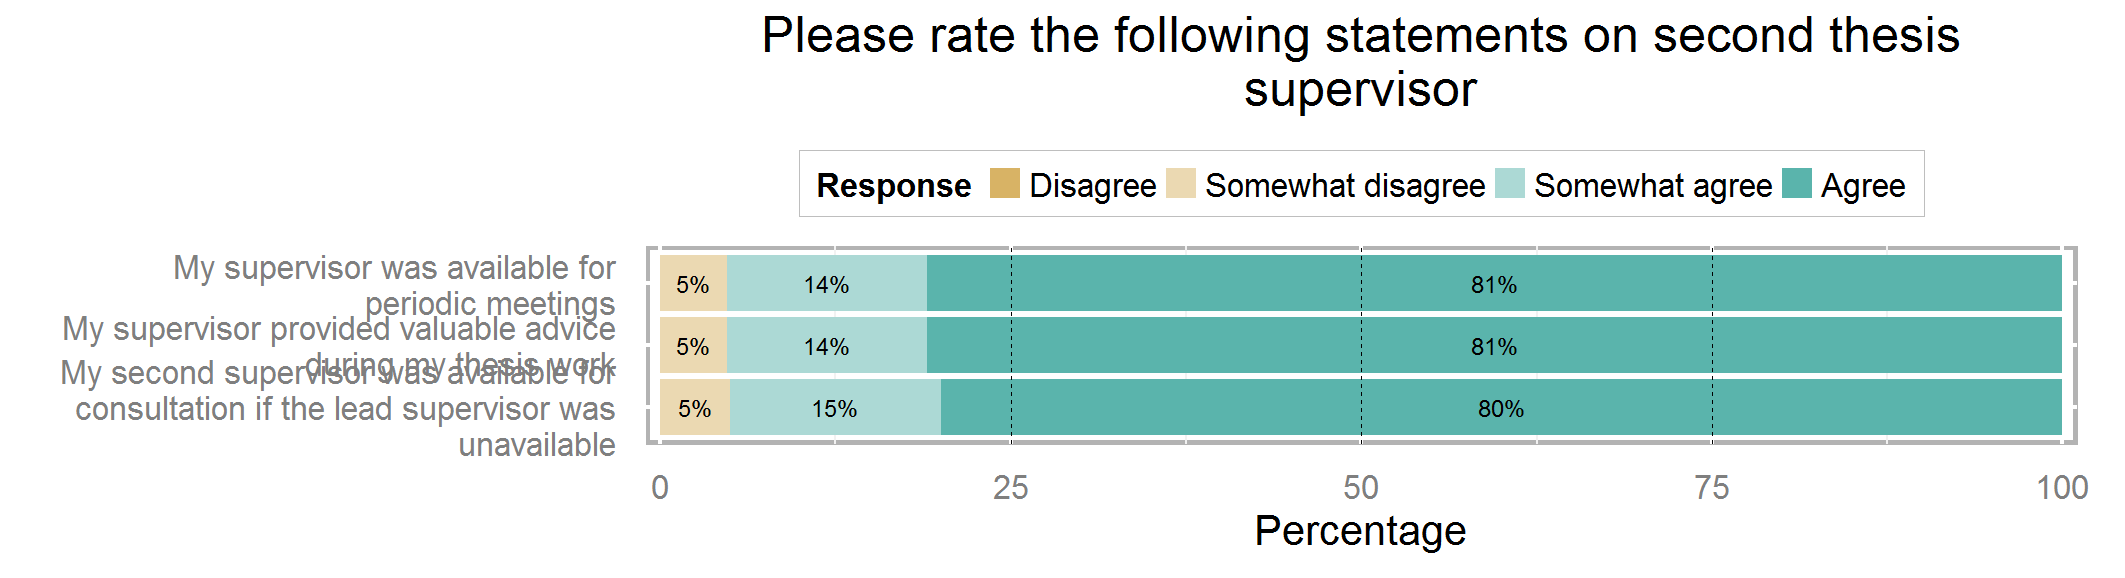 Please rate the following statements on second thesis
supervisor
Response Disagree Somewhat disagree Somewhat agree Agree
My supervisor was available for
periodic meetings
5% 14% 81%
My supervisor provided valuable advice
during my thesis work
5% 14% 81%
My second supervisor was available for
consultation if the lead supervisor was
unavailable
5% 15% 80%
0 25 50 75 100
Percentage